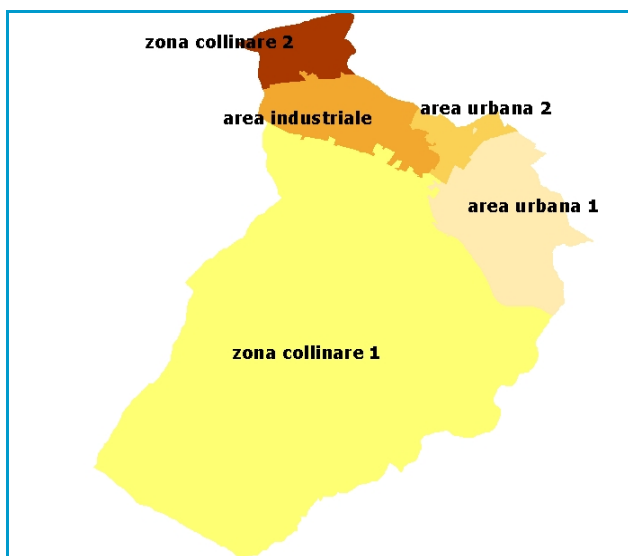 zona collinare 2
area urbana 2
area industriale
area urbana 1
zona collinare 1